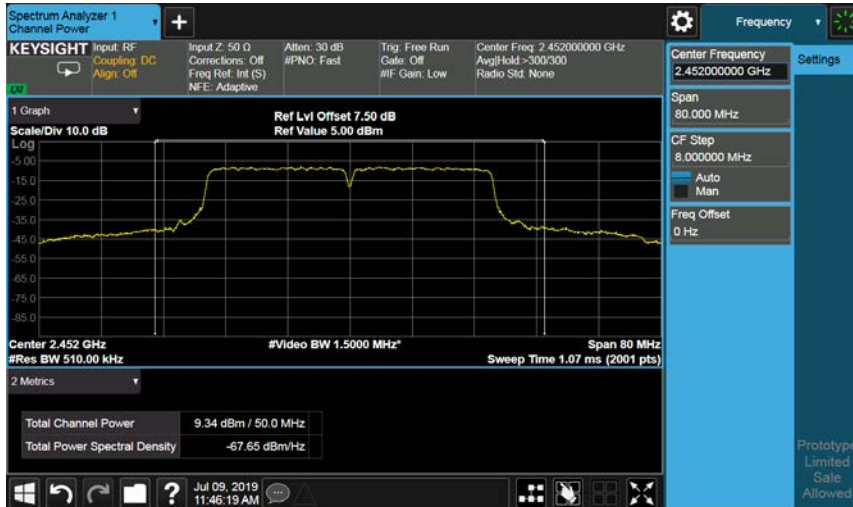 Spectrum Analyzer 1
Channel Power
Frequency
KEYSIGHT
Input: RF
Coupling: DC
Align: Off
Input Z: 50 Ω
Corrections: Off
Freq Ref: Int (S)
NFE: Adaptive
Atten: 30 dB
#PNO: Fast
Trig: Free Run
Gate: Off
#IF Gain: Low
Center Freq: 2.452000000 GHz
Avg|Hold:>300/300
Radio Std: None
LXI
Center Frequency
2.452000000 GHz
Settings
Span
80.000 MHz
CF Step
8.000000 MHz
Auto
Man
Freq Offset
0 Hz
1 Graph
Scale/Div 10.0 dB
Ref Lvl Offset 7.50 dB
Ref Value 5.00 dBm
Log
-5.00
-15.0
-25.0
-35.0
-45.0
-55.0
-65.0
-75.0
-85.0
Center 2.452 GHz
#Res BW 510.00 kHz
#Video BW 1.5000 MHz*
Span 80 MHz
Sweep Time 1.07 ms (2001 pts)
2 Metrics
Total Channel Power 9.34 dBm / 50.0 MHz
Total Power Spectral Density -67.65 dBm/Hz
Prototype
Limited
Sale
Allowed
?
Jul 09, 2019
11:46:19 AM